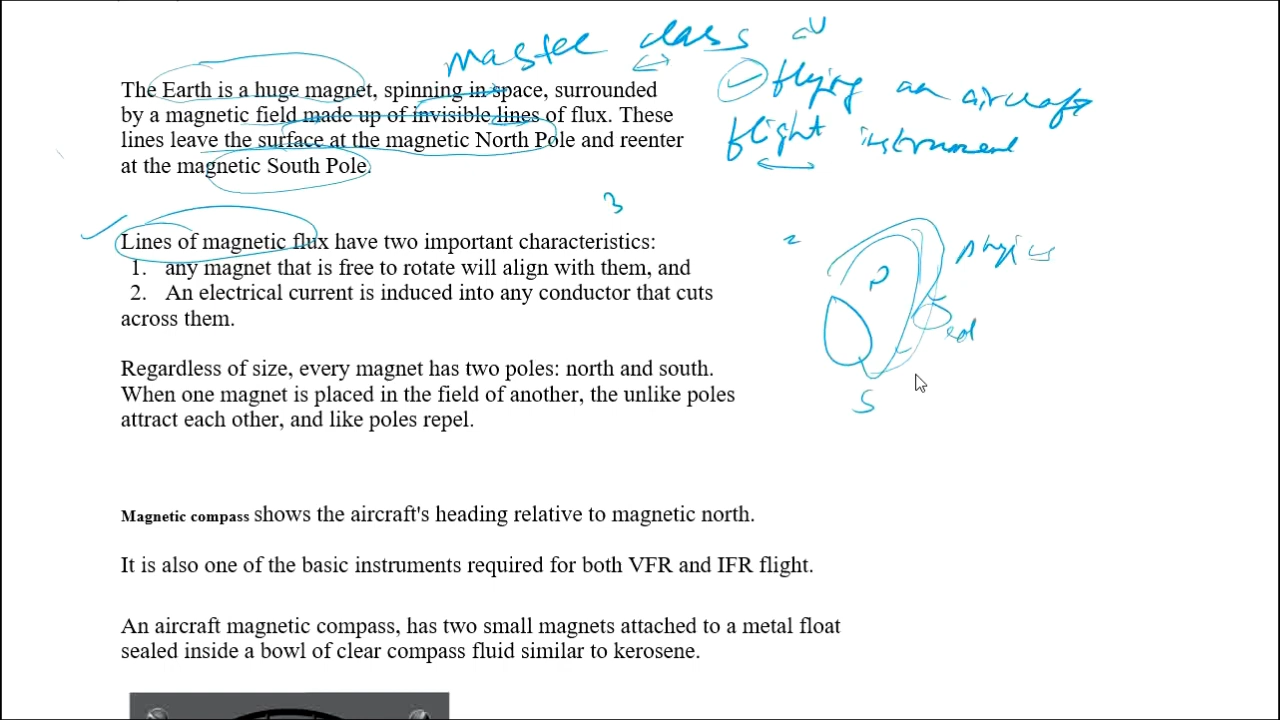 master class
flying an aircraft
flight instrument
The Earth is a huge magnet, spinning in space, surrounded
by a magnetic field made up of invisible lines of flux. These
lines leave the surface at the magnetic North Pole and reenter
at the magnetic South Pole.
3
Lines of magnetic flux have two important characteristics:
physics
1. any magnet that is free to rotate will align with them, and
2. An electrical current is induced into any conductor that cuts
across them.
Regardless of size, every magnet has two poles: north and south.
When one magnet is placed in the field of another, the unlike poles
S
attract each other, and like poles repel.
Magnetic compass shows the aircraft's heading relative to magnetic north.
It is also one of the basic instruments required for both VFR and IFR flight.
An aircraft magnetic compass, has two small magnets attached to a metal float
sealed inside a bowl of clear compass fluid similar to kerosene.